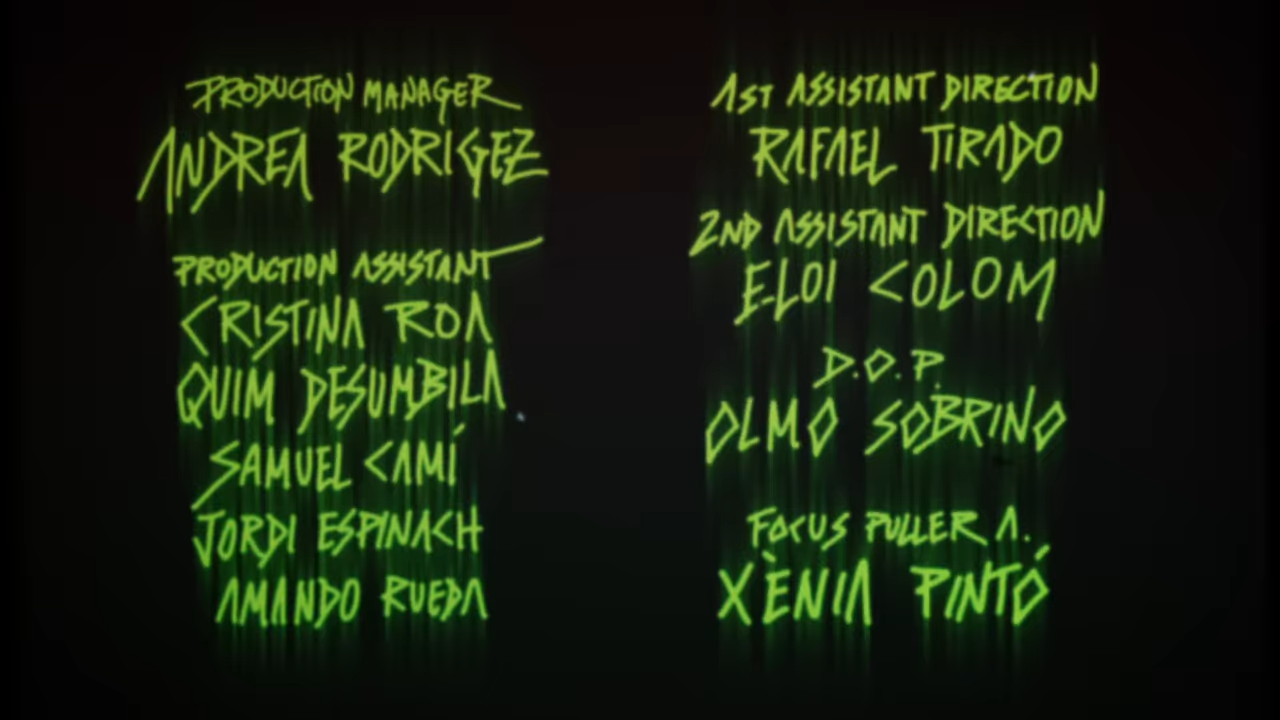 PRODUCTION MANAGER
ANDREA RODRIGEZ
PRODUCTION ASSISTANT
CRISTINA ROA
QUIM DESUMBILA
SAMUEL CAMÍ
JORDI ESPINACH
AMANDO RUEDA
1ST ASSISTANT DIRECTION
RAFAEL TIRADO
2ND ASSISTANT DIRECTION
ELOI COLOM
D.O.P.
OLMO SOBRINO
FOCUS PULLER A.
XÈNIA PINTÓ